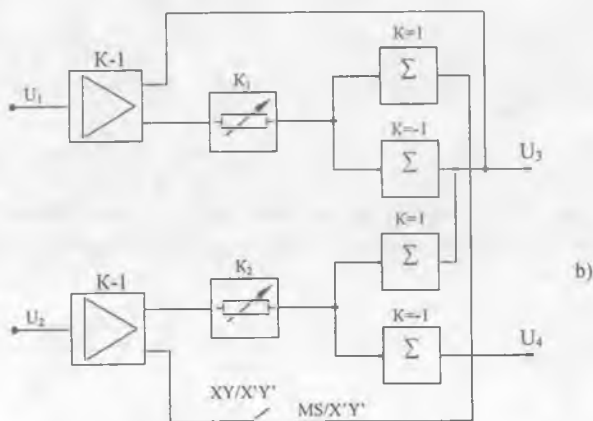 K=1
K-1
Σ
K₁
U₁
K=-1
Σ
U₃
K=1
Σ
b)
K₂
K-1
K=-1
U₂
Σ
U₄
XY/X'Y'
MS/X'Y'